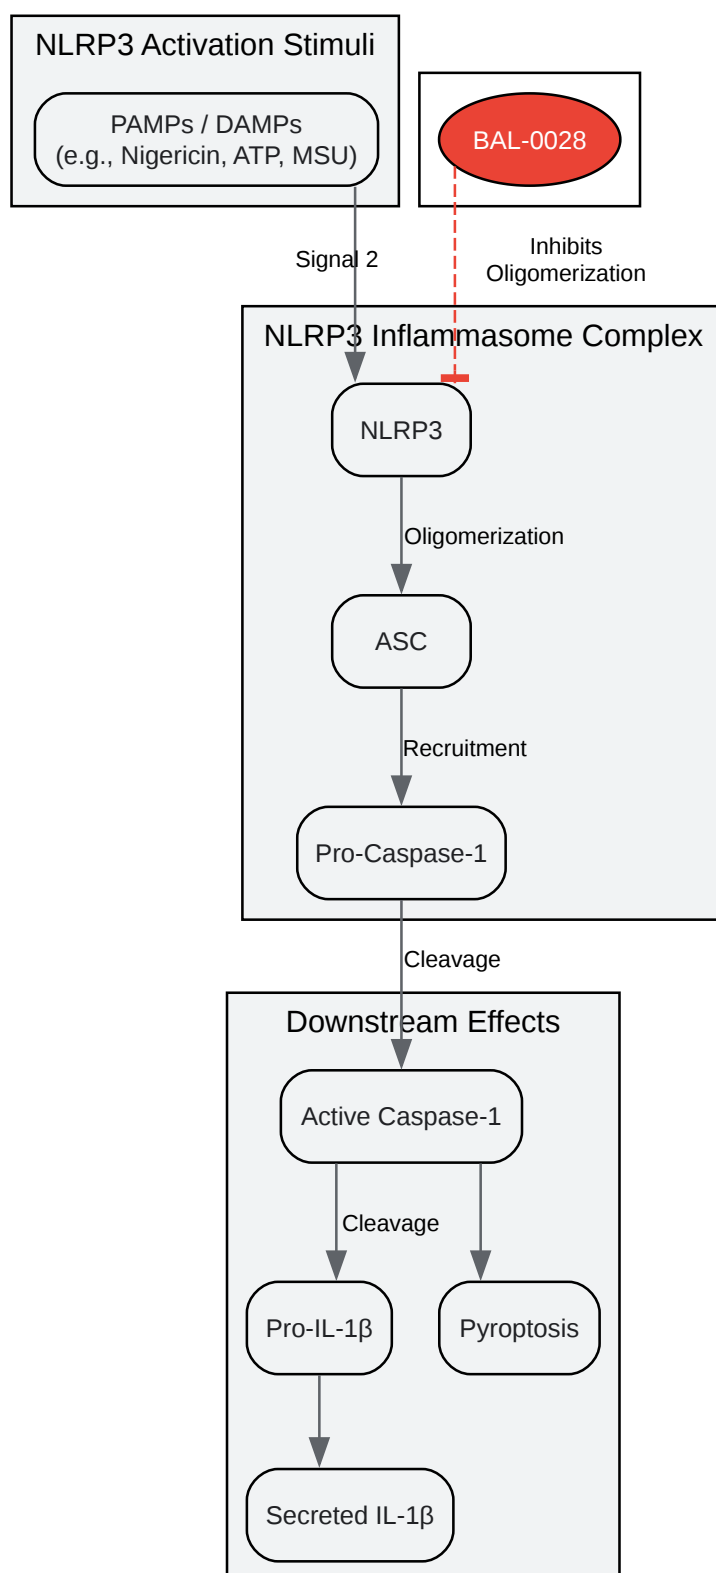 NLRP3 Activation Stimuli
PAMPs / DAMPs
(e.g., Nigericin, ATP, MSU)
BAL-0028
Signal 2
Inhibits
Oligomerization
NLRP3 Inflammasome Complex
NLRP3
Oligomerization
ASC
Recruitment
Pro-Caspase-1
Cleavage
Downstream Effects
Active Caspase-1
Cleavage
Pro-IL-1β
Pyroptosis
Secreted IL-1β